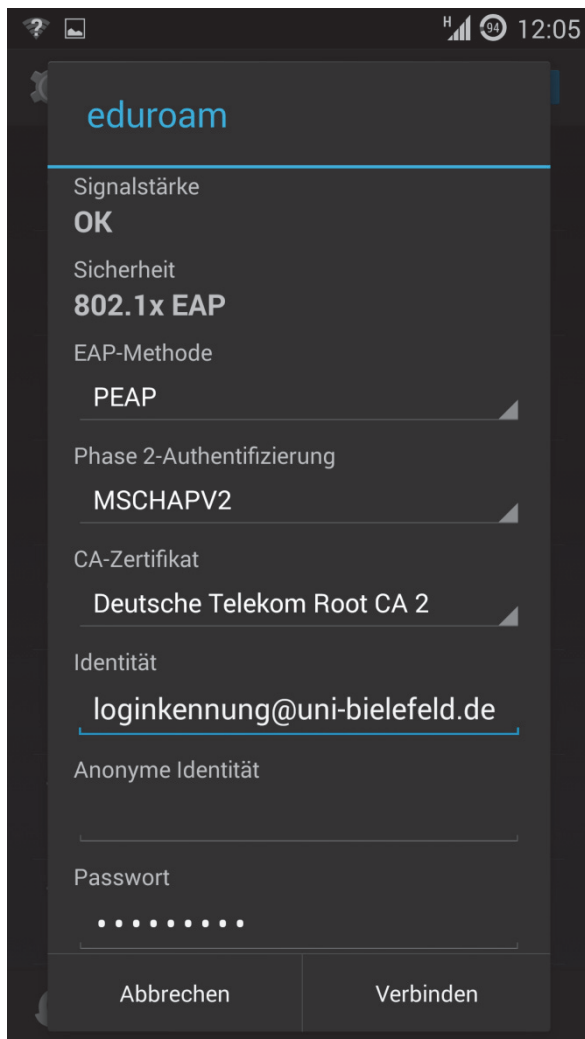 H 94 12:05
eduroam
Signalstärke
OK
Sicherheit
802.1x EAP
EAP-Methode
PEAP
Phase 2-Authentifizierung
MSCHAPV2
CA-Zertifikat
Deutsche Telekom Root CA 2
Identität
loginkennung@uni-bielefeld.de
Anonyme Identität
Passwort
•••••••••
Abbrechen Verbinden